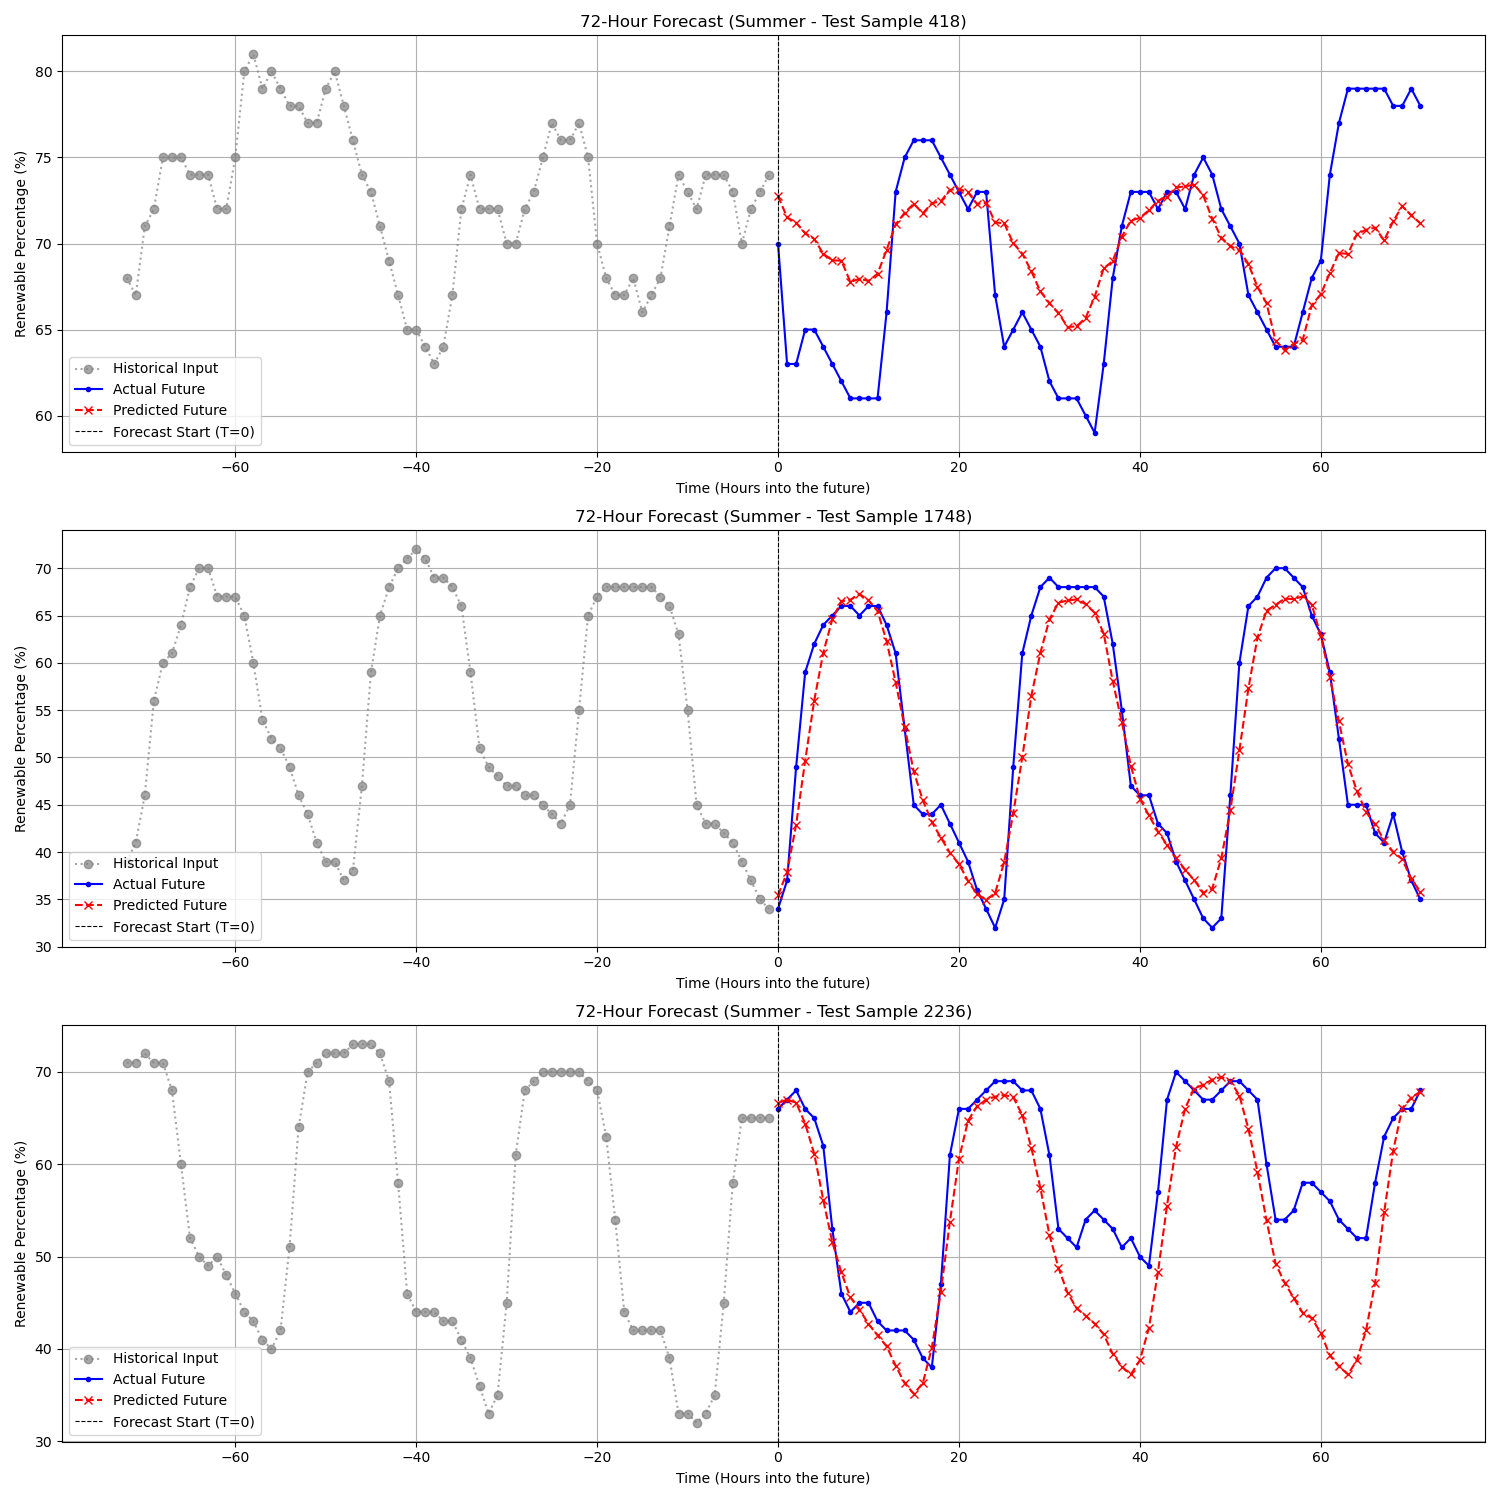 72-Hour Forecast (Summer - Test Sample 418)
Renewable Percentage (%)
80
75
70
65
60
Historical Input
Actual Future
Predicted Future
Forecast Start (T=0)
−60 −40 −20 0 20 40 60
Time (Hours into the future)
72-Hour Forecast (Summer - Test Sample 1748)
Renewable Percentage (%)
70
65
60
55
50
45
40
35
30
Historical Input
Actual Future
Predicted Future
Forecast Start (T=0)
−60 −40 −20 0 20 40 60
Time (Hours into the future)
72-Hour Forecast (Summer - Test Sample 2236)
Renewable Percentage (%)
70
60
50
40
30
Historical Input
Actual Future
Predicted Future
Forecast Start (T=0)
−60 −40 −20 0 20 40 60
Time (Hours into the future)